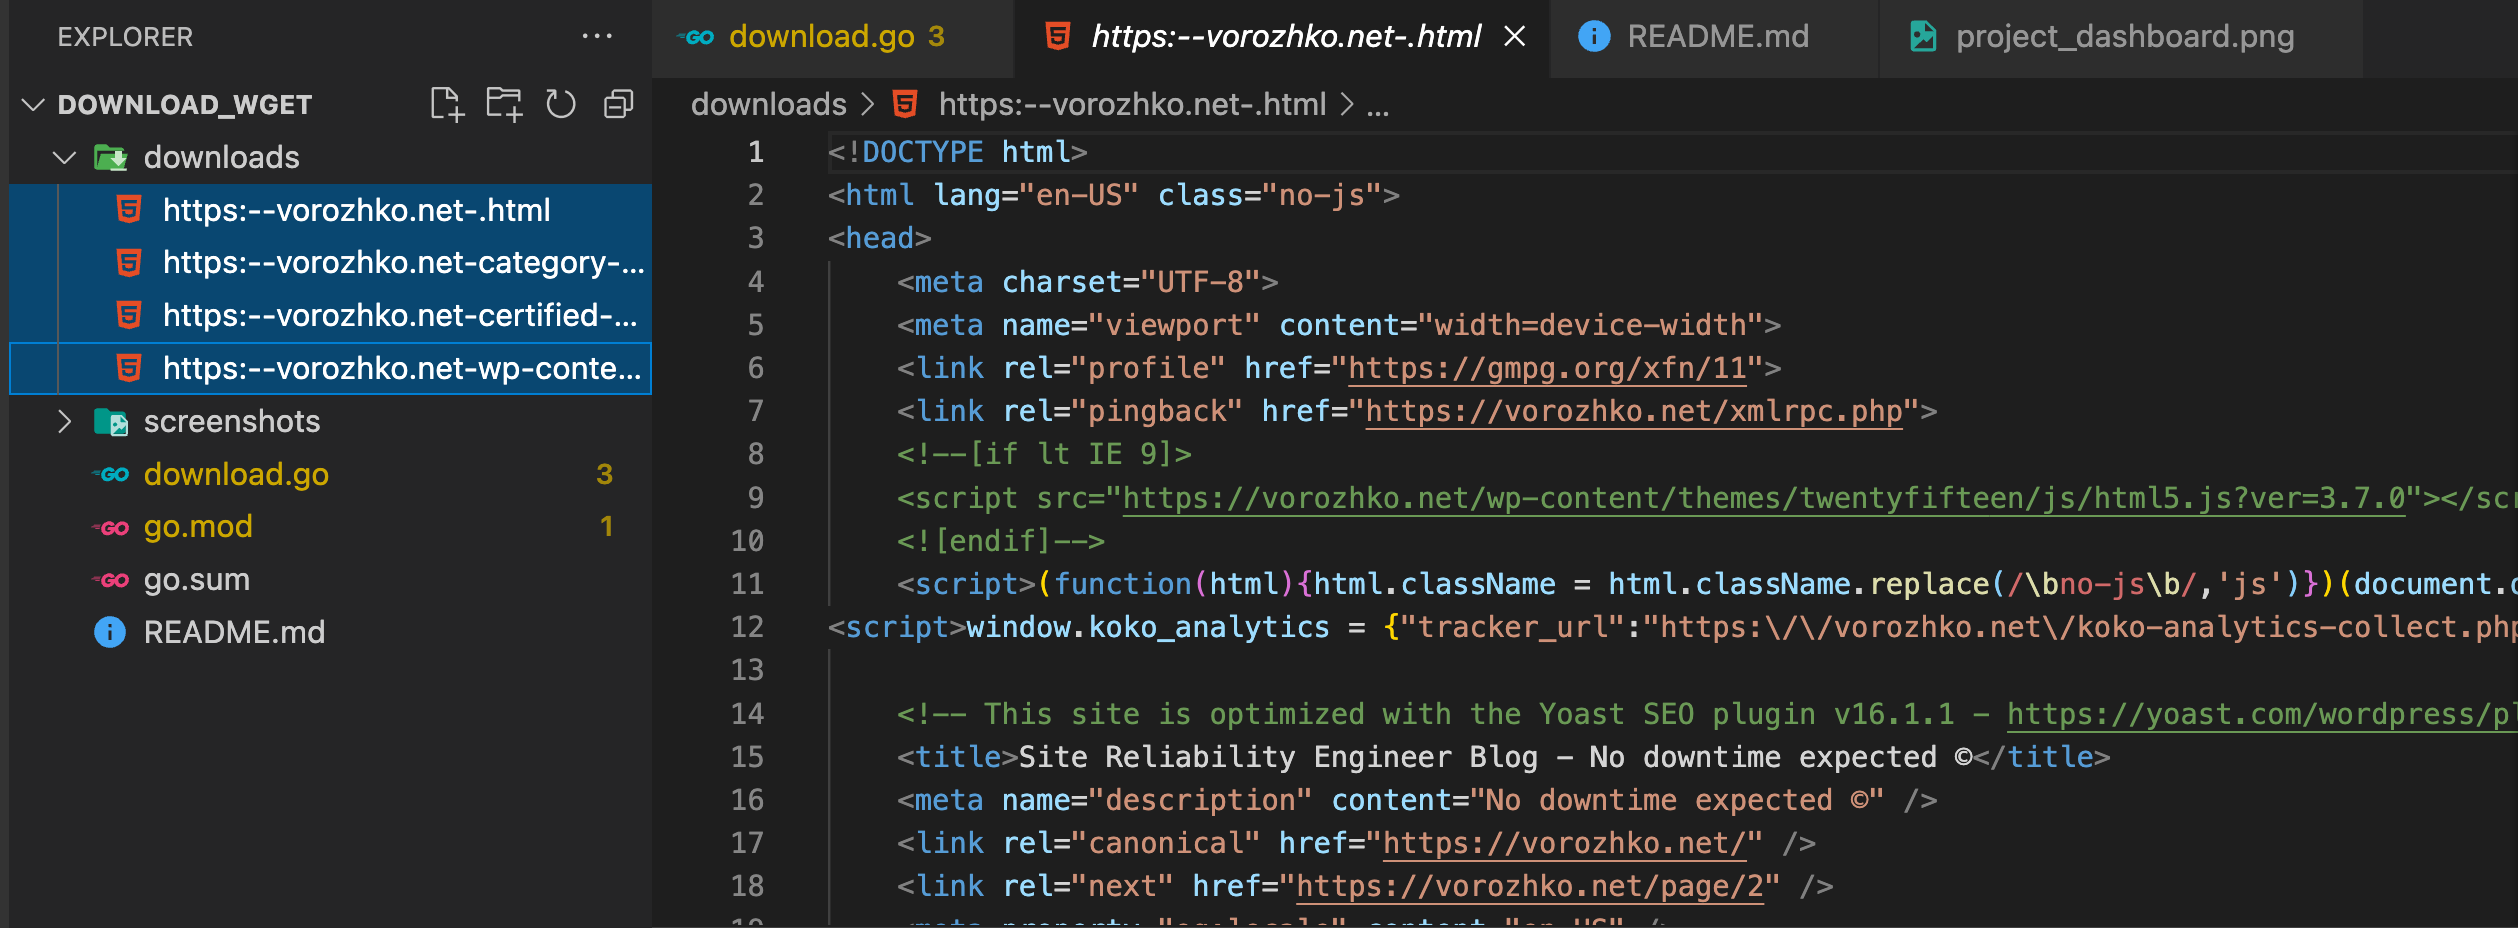 EXPLORER
DOWNLOAD_WGET
downloads
https:--vorozhko.net-.html
https:--vorozhko.net-category-...
https:--vorozhko.net-certified-...
https:--vorozhko.net-wp-conte...
screenshots
download.go 3
go.mod 1
go.sum
README.md
download.go 3 https:--vorozhko.net-.html README.md project_dashboard.png
downloads > https:--vorozhko.net-.html > ...
1 <!DOCTYPE html>
2 <html lang="en-US" class="no-js">
3 <head>
4 <meta charset="UTF-8">
5 <meta name="viewport" content="width=device-width">
6 <link rel="profile" href="https://gmpg.org/xfn/11">
7 <link rel="pingback" href="https://vorozhko.net/xmlrpc.php">
8 <!--[if lt IE 9]>
9 <script src="https://vorozhko.net/wp-content/themes/twentyfifteen/js/html5.js?ver=3.7.0"></scr
10 <![endif]-->
11 <script>(function(html){html.className = html.className.replace(/\bno-js\b/,'js')})(document.
12 <script>window.koko_analytics = {"tracker_url":"https:\/\/vorozhko.net\/koko-analytics-collect.php
13
14 <!-- This site is optimized with the Yoast SEO plugin v16.1.1 - https://yoast.com/wordpress/pl
15 <title>Site Reliability Engineer Blog - No downtime expected ©</title>
16 <meta name="description" content="No downtime expected ©" />
17 <link rel="canonical" href="https://vorozhko.net/" />
18 <link rel="next" href="https://vorozhko.net/page/2" />
19 <meta property="og:locale" content="en-US" />